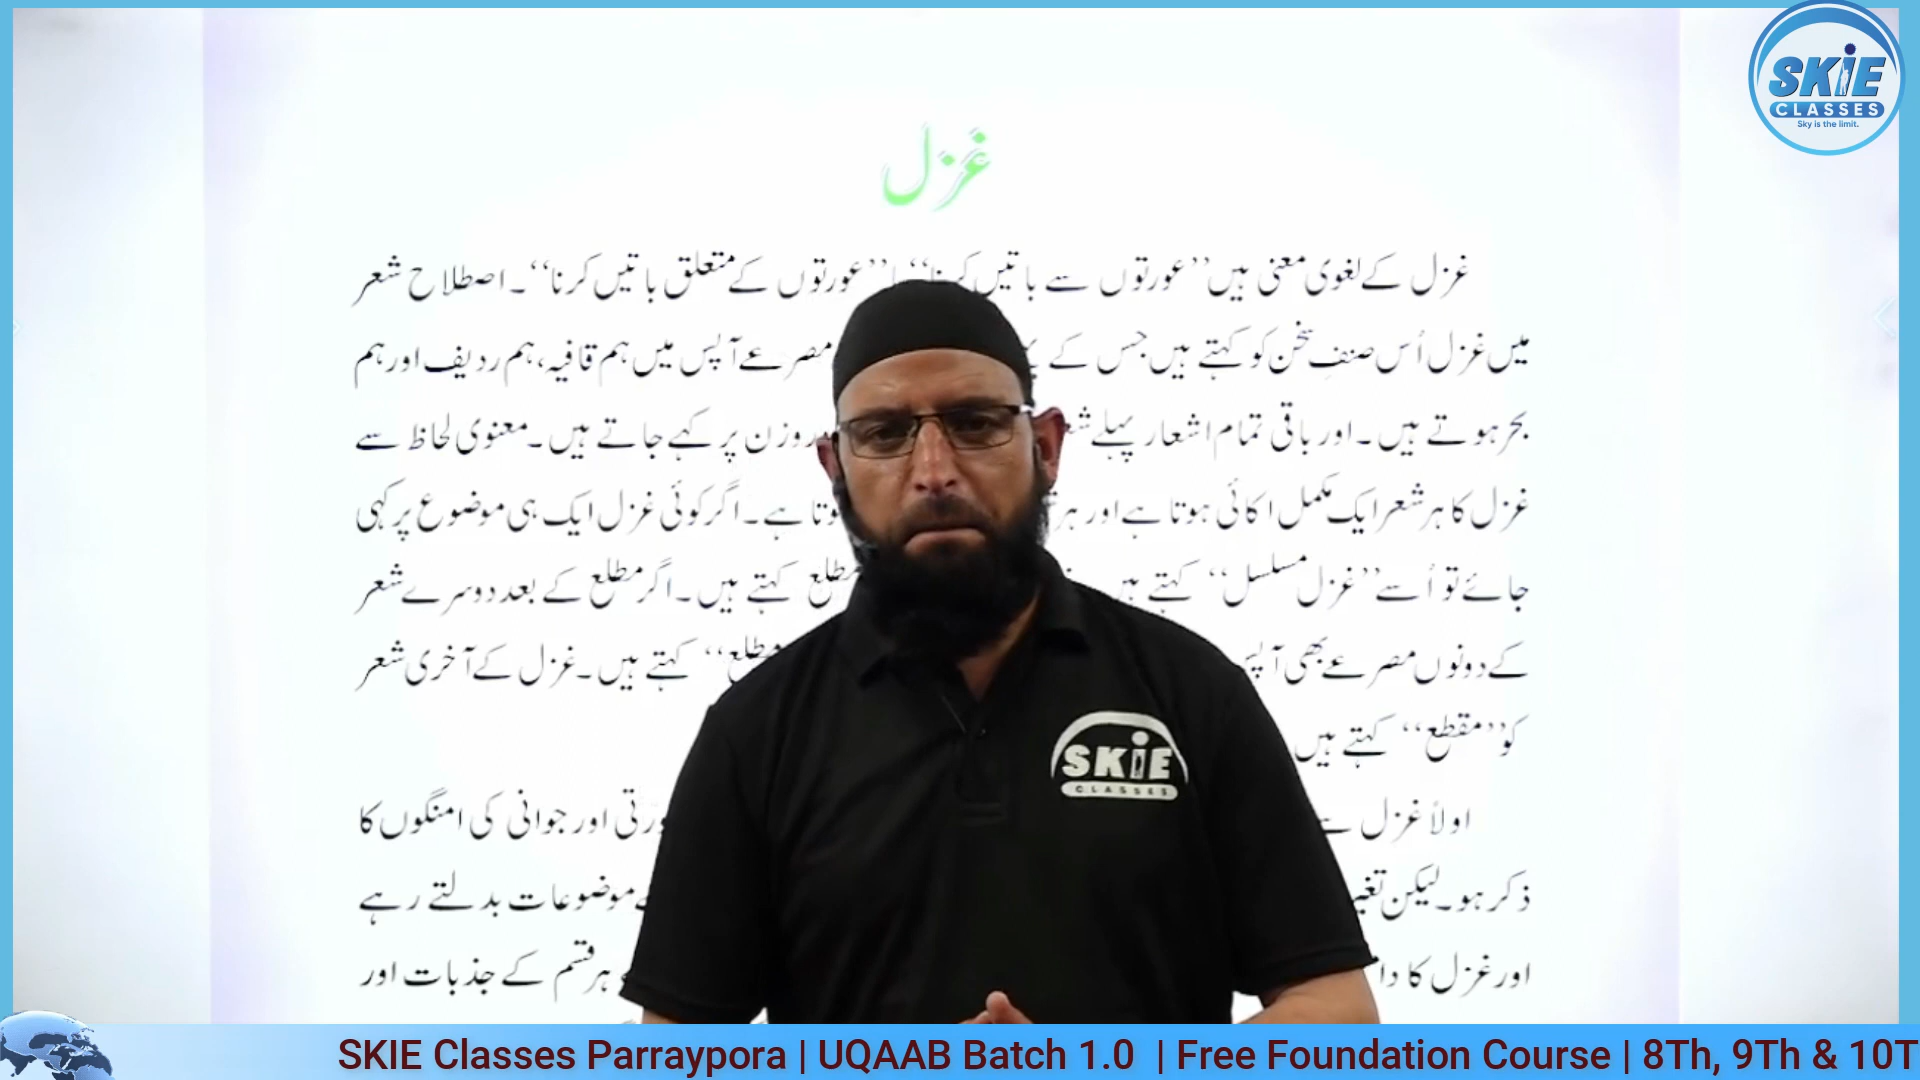 SKIE
CLASSES
Sky is the limit.
غزل
غزل کے لغوی معنی ہیں ’’عورتوں سے باتیں کرنا‘‘ یا ’’عورتوں کے متعلق باتیں کرنا‘‘۔ اصطلاح شعر
میں غزل اُس صنفِ سخن کو کہتے ہیں جس کے مصرعے آپس میں ہم قافیہ، ہم ردیف اور ہم
بحر ہوتے ہیں۔ اور باقی تمام اشعار پہلے وزن پر کہے جاتے ہیں۔ معنوی لحاظ سے
غزل کا ہر شعر ایک مکمل اکائی ہوتا ہے اور ہوتا ہے۔ اگر کوئی غزل ایک ہی موضوع پر کہی
جائے تو اُسے ’’غزل مسلسل‘‘ کہتے ہیں مطلع کہتے ہیں۔ اگر مطلع کے بعد دوسرے شعر
کے دونوں مصرعے بھی آپس مطلع‘‘ کہتے ہیں۔ غزل کے آخری شعر
کو ’’مقطع‘‘ کہتے ہیں
اولاً غزل اور جوانی کی امنگوں کا
ذکر ہو۔ لیکن موضوعات بدلتے رہے
اور غزل کا ہر قسم کے جذبات اور
SKIE
CLASSES
SKIE Classes Parraypora | UQAAB Batch 1.0 | Free Foundation Course | 8Th, 9Th & 10T